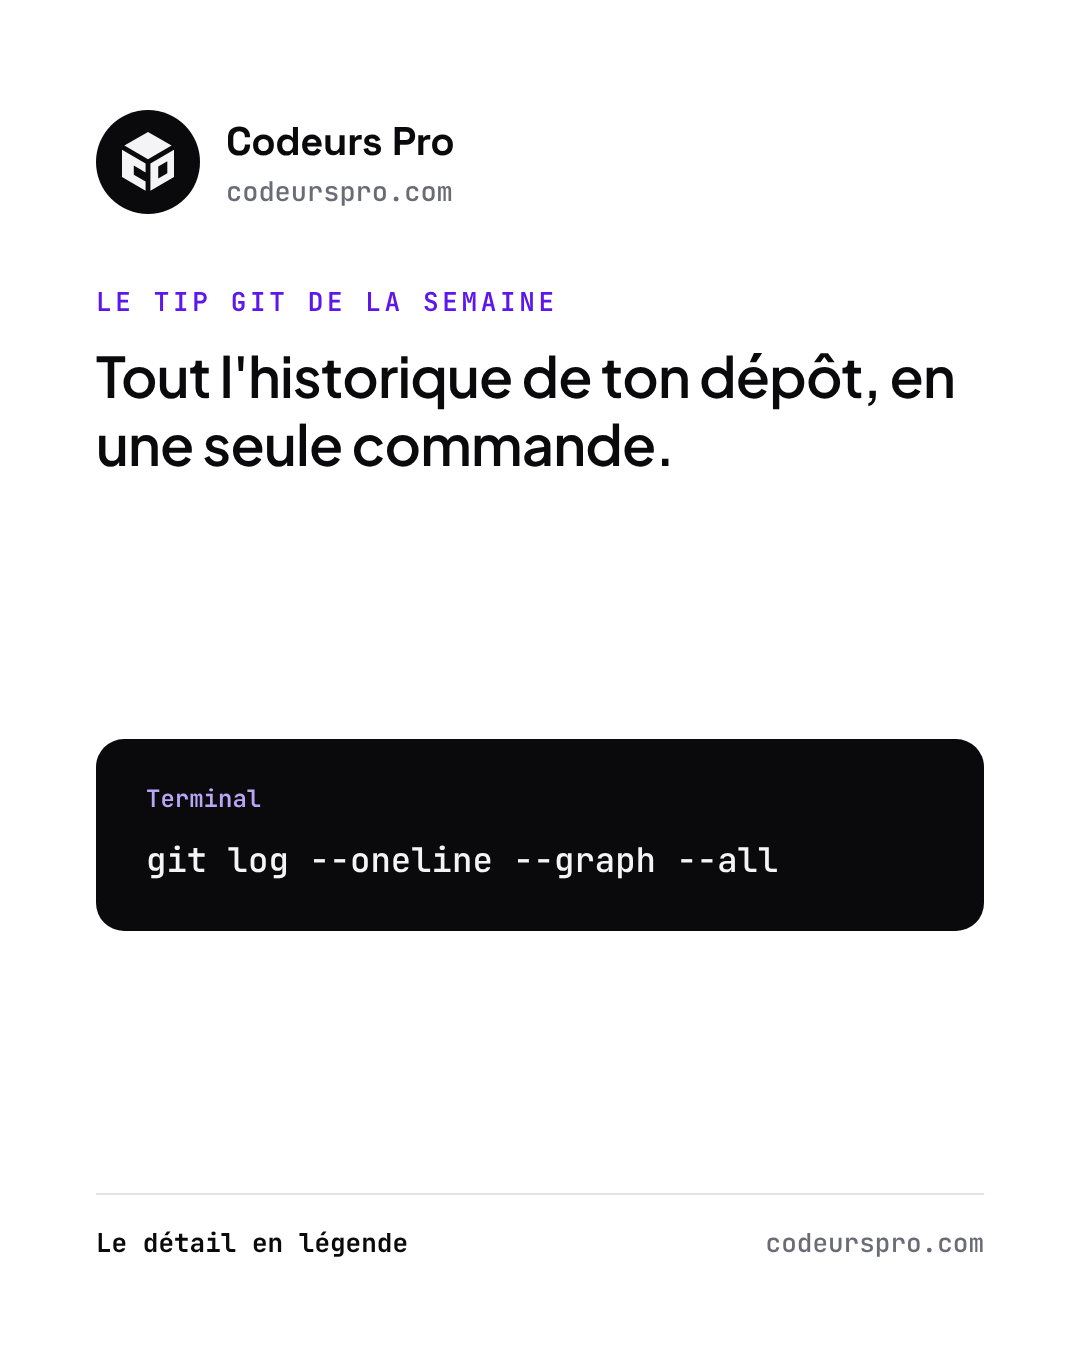 Codeurs Pro
codeurspro.com
LE TIP GIT DE LA SEMAINE
Tout l'historique de ton dépôt, en
une seule commande.
Terminal
git log --oneline --graph --all
Le détail en légende
codeurspro.com